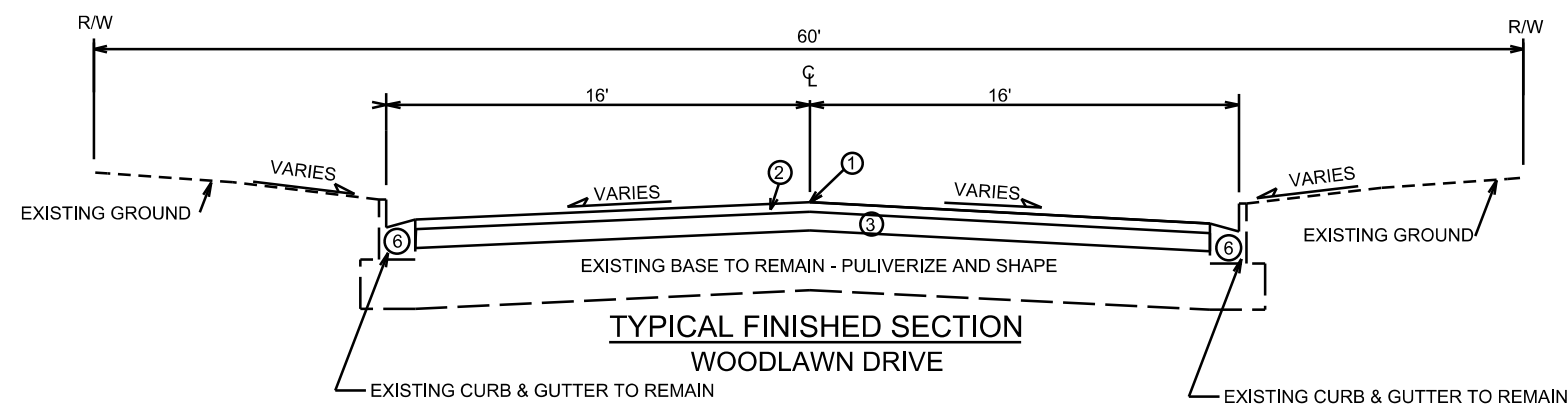 R/W
R/W
60'
℄
16'
16'
VARIES
2
1
VARIES
VARIES
VARIES
EXISTING GROUND
3
6
6
EXISTING GROUND
EXISTING BASE TO REMAIN - PULIVERIZE AND SHAPE
TYPICAL FINISHED SECTION
WOODLAWN DRIVE
EXISTING CURB & GUTTER TO REMAIN
EXISTING CURB & GUTTER TO REMAIN